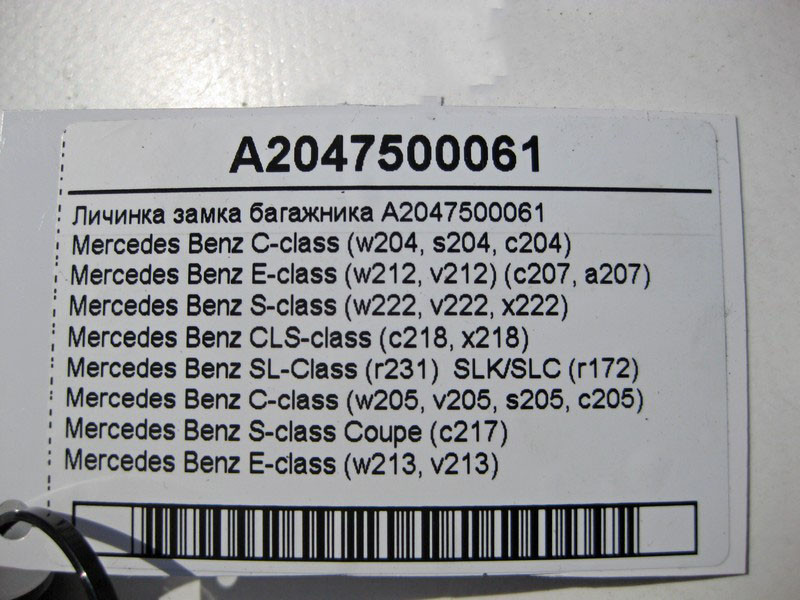 A2047500061
Личинка замка багажника A2047500061
Mercedes Benz C-class (w204, s204, c204)
Mercedes Benz E-class (w212, v212) (c207, a207)
Mercedes Benz S-class (w222, v222, x222)
Mercedes Benz CLS-class (c218, x218)
Mercedes Benz SL-Class (r231)  SLK/SLC (r172)
Mercedes Benz C-class (w205, v205, s205, c205)
Mercedes Benz S-class Coupe (c217)
Mercedes Benz E-class (w213, v213)